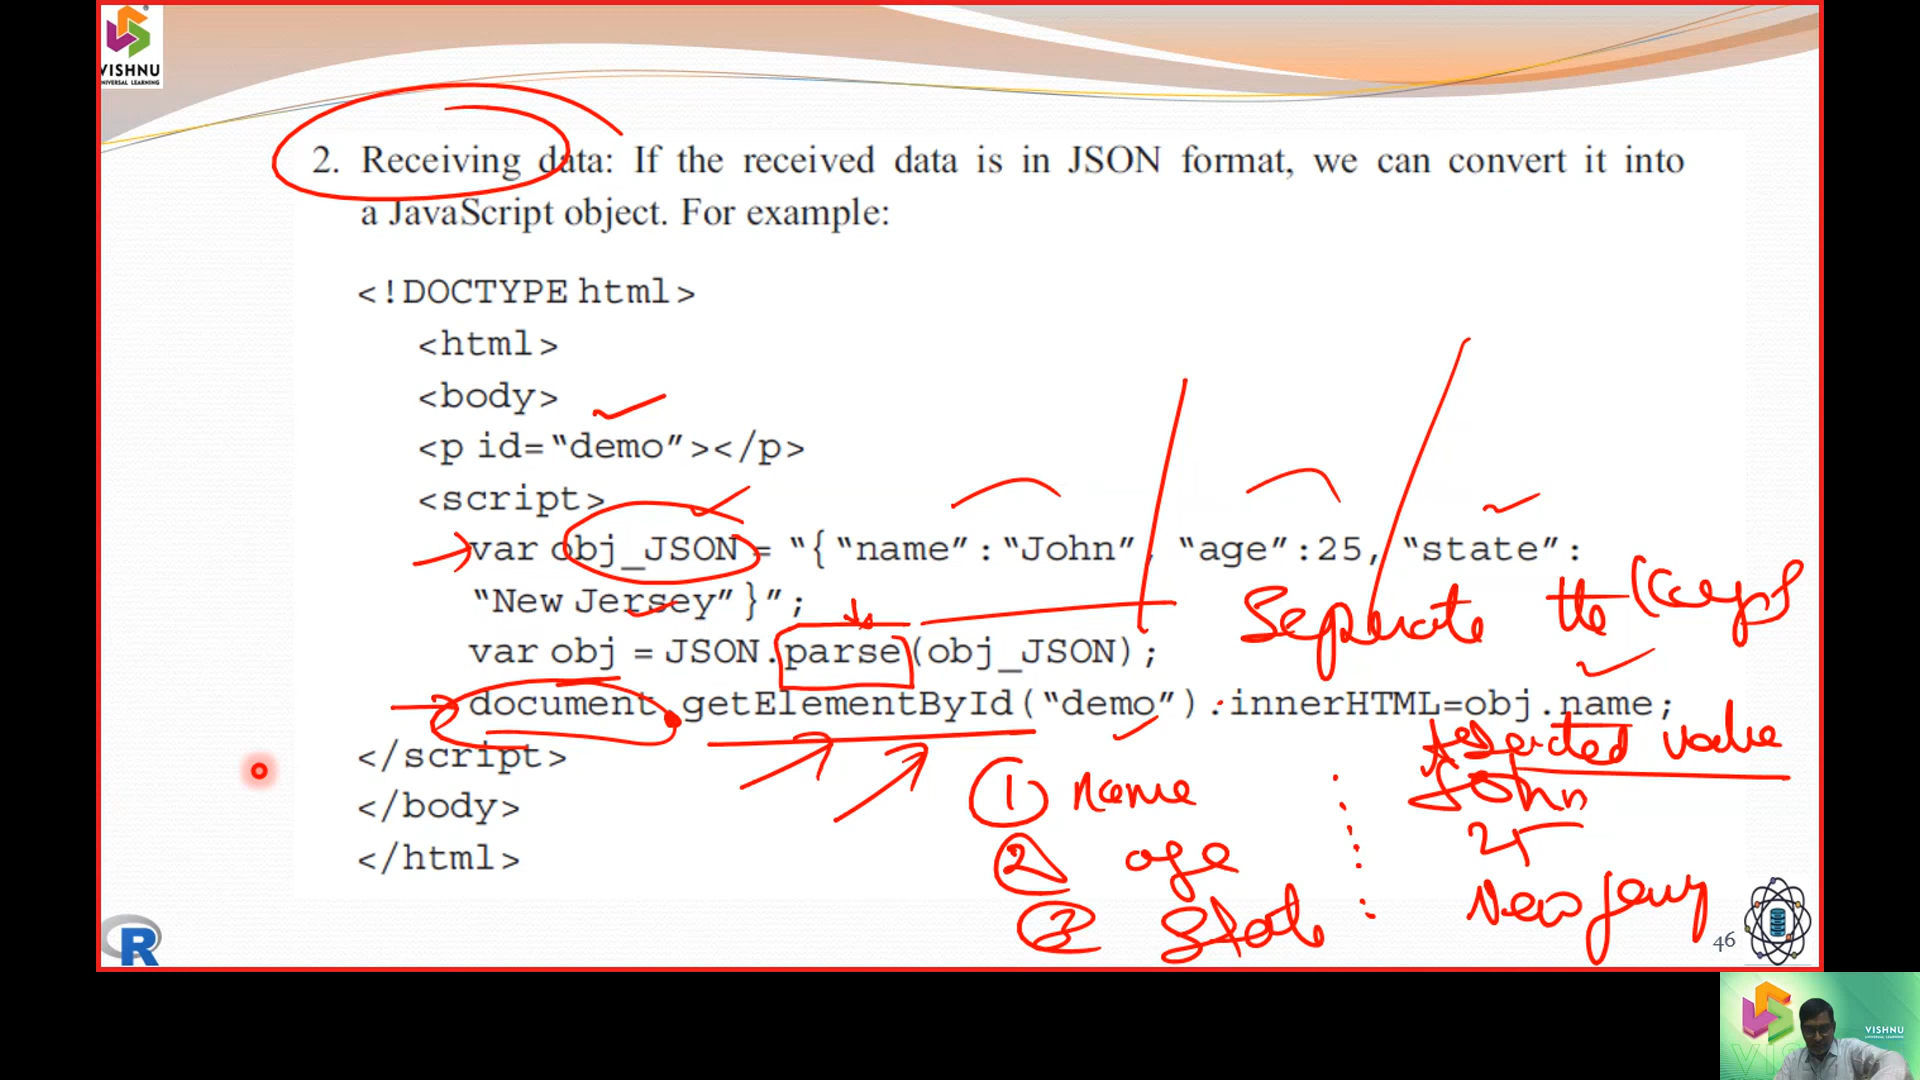 VISHNU
UNIVERSAL LEARNING
2. Receiving data: If the received data is in JSON format, we can convert it into
a JavaScript object. For example:
<!DOCTYPE html>
<html>
<body>
<p id=“demo”></p>
<script>
var obj_JSON = “{“name”:“John”, “age”:25, “state”:
“New Jersey”}”;
Seperate the keys
var obj = JSON.parse(obj_JSON);
document.getElementById(“demo”).innerHTML=obj.name;
</script>
value
1 name John
</body>
2 age 25
</html>
3 State New Jersey
R
46
VISHNU